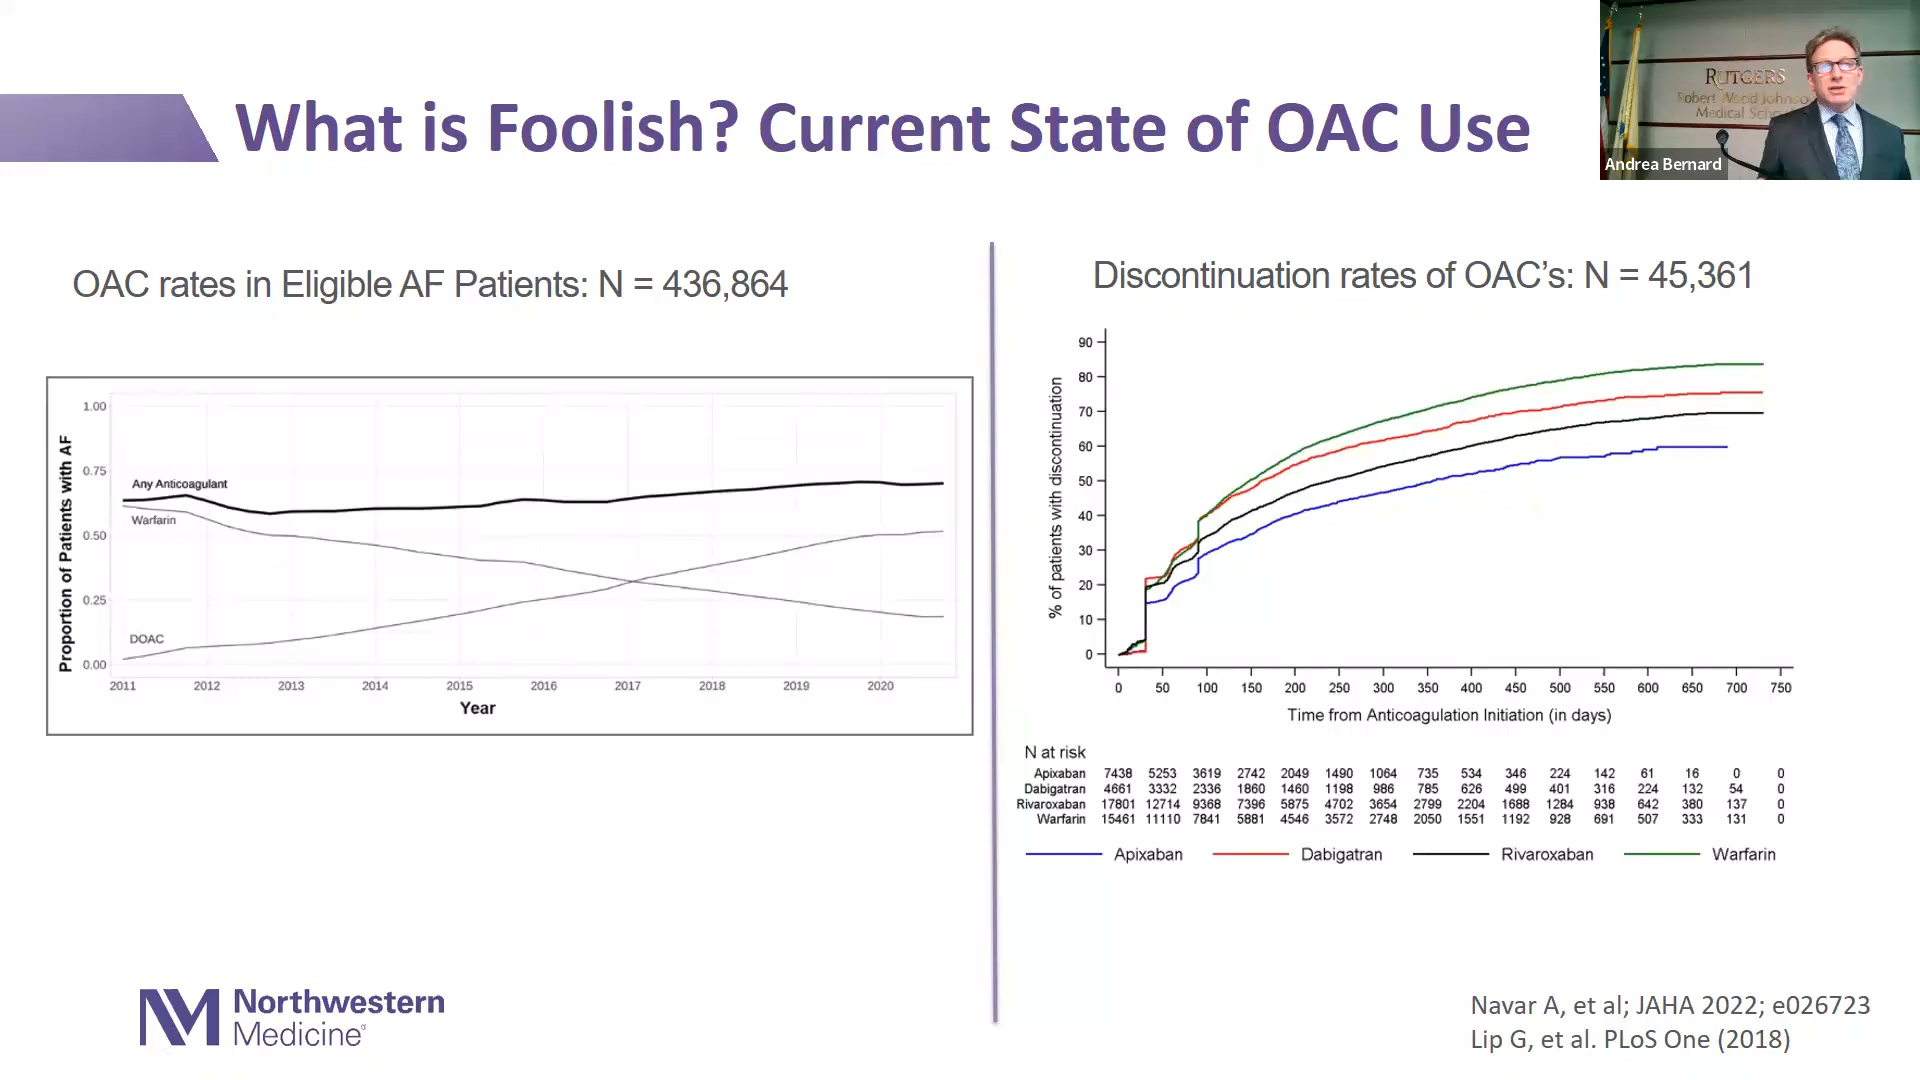 What is Foolish? Current State of OAC Use
RUTGERS
Robert Wood Johnso
Medical Scho
Andrea Bernard
OAC rates in Eligible AF Patients: N = 436,864
Proportion of Patients with AF
1.00
0.75
0.50
0.25
0.00
Any Anticoagulant
Warfarin
DOAC
2011 2012 2013 2014 2015 2016 2017 2018 2019 2020
Year
Discontinuation rates of OAC's: N = 45,361
% of patients with discontinuation
90
80
70
60
50
40
30
20
10
0
0 50 100 150 200 250 300 350 400 450 500 550 600 650 700 750
Time from Anticoagulation Initiation (in days)
N at risk
Apixaban 7438 5253 3619 2742 2049 1490 1064 735 534 346 224 142 61 16 0 0
Dabigatran 4661 3332 2336 1860 1460 1198 986 785 626 499 401 316 224 132 54 0
Rivaroxaban 17801 12714 9368 7396 5875 4702 3654 2799 2204 1688 1284 938 642 380 137 0
Warfarin 15461 11110 7841 5881 4546 3572 2748 2050 1551 1192 928 691 507 333 131 0
Apixaban Dabigatran Rivaroxaban Warfarin
NM Northwestern
Medicine
Navar A, et al; JAHA 2022; e026723
Lip G, et al. PLoS One (2018)